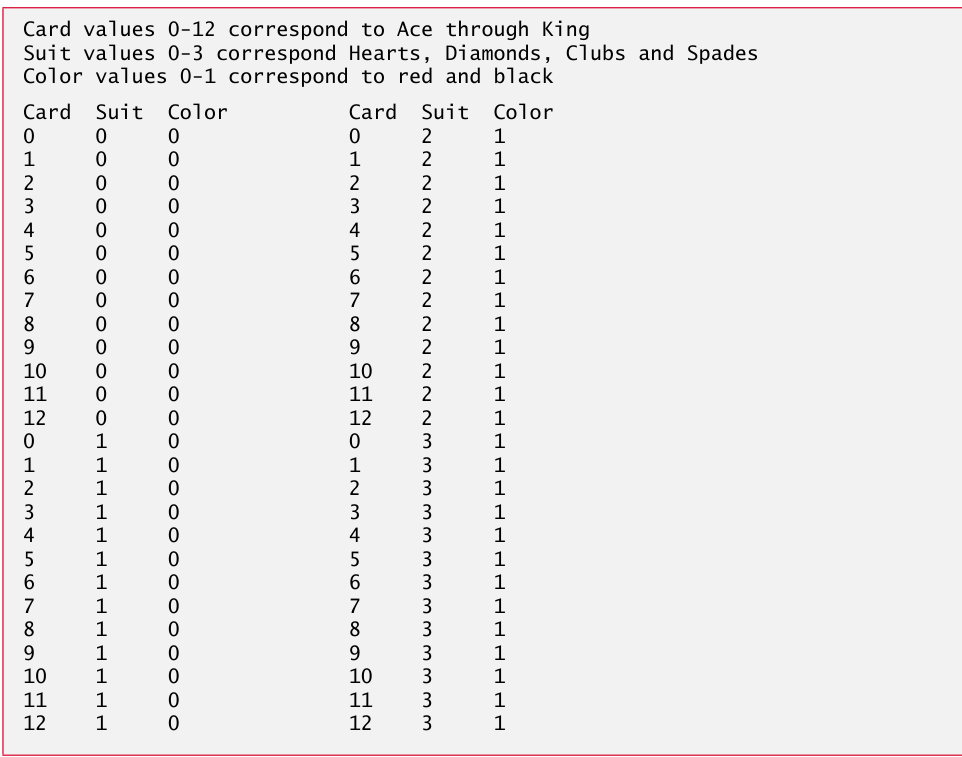 Card values 0-12 correspond to Ace through King
Suit values 0-3 correspond Hearts, Diamonds, Clubs and Spades
Color values 0-1 correspond to red and black
Card  Suit  Color          Card  Suit  Color
0     0     0              0     2     1
1     0     0              1     2     1
2     0     0              2     2     1
3     0     0              3     2     1
4     0     0              4     2     1
5     0     0              5     2     1
6     0     0              6     2     1
7     0     0              7     2     1
8     0     0              8     2     1
9     0     0              9     2     1
10    0     0              10    2     1
11    0     0              11    2     1
12    0     0              12    2     1
0     1     0              0     3     1
1     1     0              1     3     1
2     1     0              2     3     1
3     1     0              3     3     1
4     1     0              4     3     1
5     1     0              5     3     1
6     1     0              6     3     1
7     1     0              7     3     1
8     1     0              8     3     1
9     1     0              9     3     1
10    1     0              10    3     1
11    1     0              11    3     1
12    1     0              12    3     1